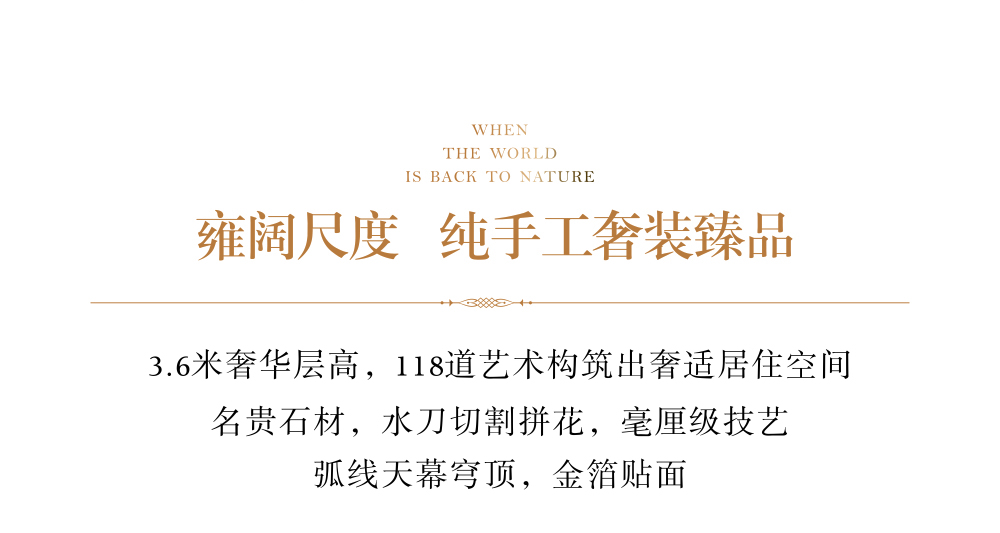 WHEN
THE WORLD
IS BACK TO NATURE
雍阔尺度 纯手工奢装臻品
3.6米奢华层高，118道艺术构筑出奢适居住空间
名贵石材，水刀切割拼花，毫厘级技艺
弧线天幕穹顶，金箔贴面